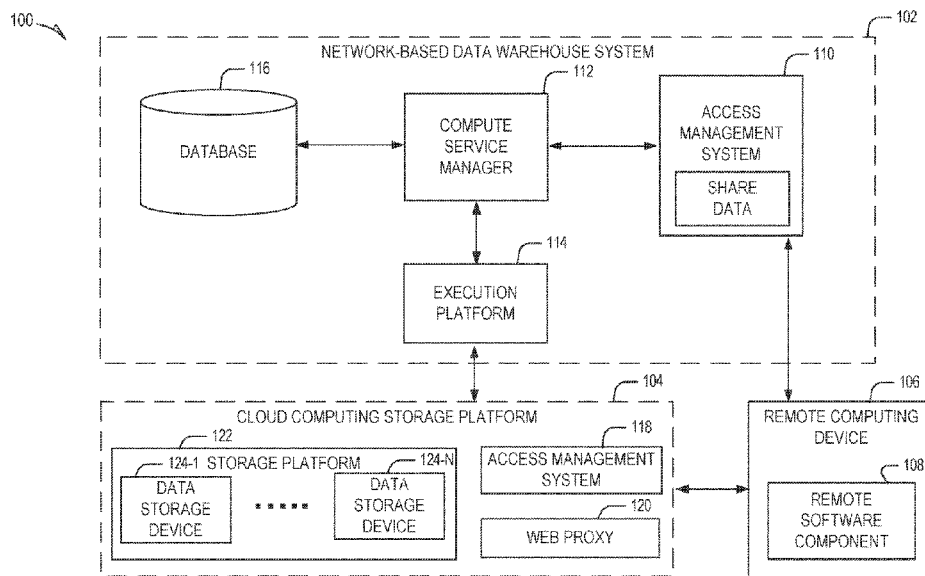 100
102
NETWORK-BASED DATA WAREHOUSE SYSTEM
116
112
110
DATABASE
COMPUTE
SERVICE
MANAGER
ACCESS
MANAGEMENT
SYSTEM
SHARE
DATA
114
EXECUTION
PLATFORM
104
CLOUD COMPUTING STORAGE PLATFORM
122
124-1 STORAGE PLATFORM 124-N
DATA
STORAGE
DEVICE
DATA
STORAGE
DEVICE
118
ACCESS MANAGEMENT
SYSTEM
120
WEB PROXY
106
REMOTE COMPUTING
DEVICE
108
REMOTE
SOFTWARE
COMPONENT